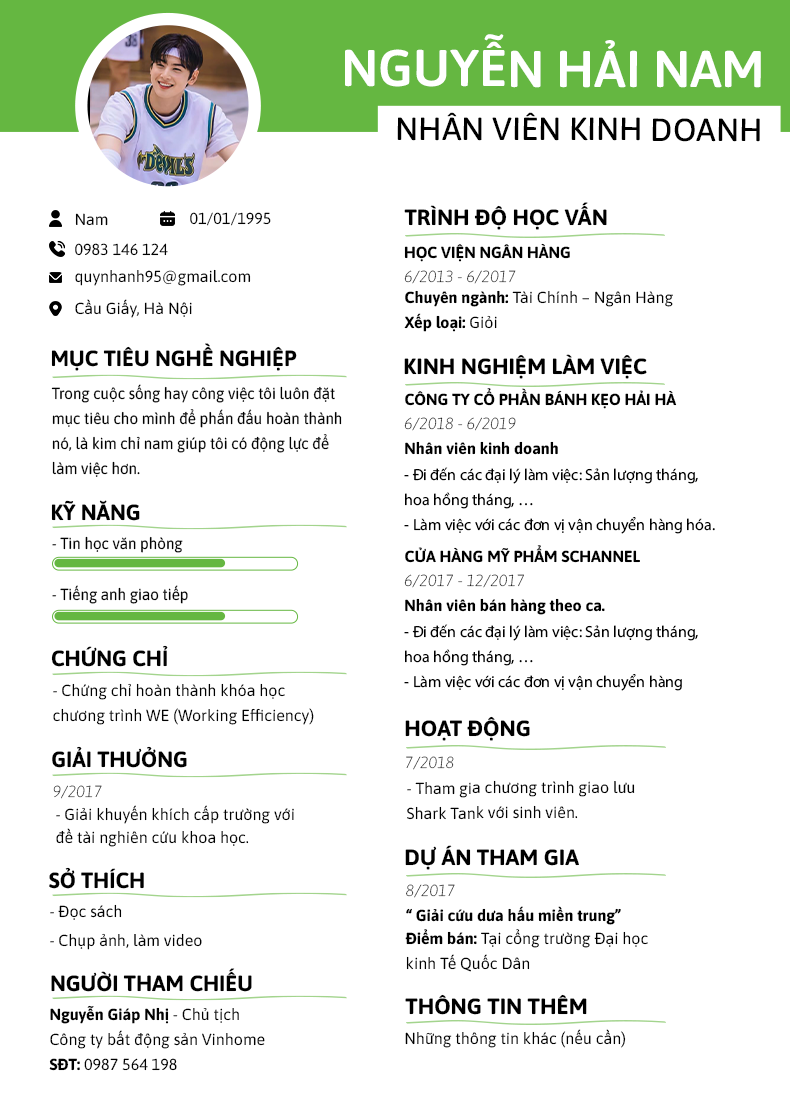 NGUYỄN HẢI NAM
NHÂN VIÊN KINH DOANH
DEVILS
Nam
01/01/1995
0983 146 124
quynhanh95@gmail.com
Cầu Giấy, Hà Nội
MỤC TIÊU NGHỀ NGHIỆP
Trong cuộc sống hay công việc tôi luôn đặt
mục tiêu cho mình để phấn đấu hoàn thành
nó, là kim chỉ nam giúp tôi có động lực để
làm việc hơn.
KỸ NĂNG
- Tin học văn phòng
- Tiếng anh giao tiếp
CHỨNG CHỈ
- Chứng chỉ hoàn thành khóa học
chương trình WE (Working Efficiency)
GIẢI THƯỞNG
9/2017
- Giải khuyến khích cấp trường với
đề tài nghiên cứu khoa học.
SỞ THÍCH
- Đọc sách
- Chụp ảnh, làm video
NGƯỜI THAM CHIẾU
Nguyễn Giáp Nhị - Chủ tịch
Công ty bất động sản Vinhome
SĐT: 0987 564 198
TRÌNH ĐỘ HỌC VẤN
HỌC VIỆN NGÂN HÀNG
6/2013 - 6/2017
Chuyên ngành: Tài Chính – Ngân Hàng
Xếp loại: Giỏi
KINH NGHIỆM LÀM VIỆC
CÔNG TY CỔ PHẦN BÁNH KẸO HẢI HÀ
6/2018 - 6/2019
Nhân viên kinh doanh
- Đi đến các đại lý làm việc: Sản lượng tháng,
hoa hồng tháng, …
- Làm việc với các đơn vị vận chuyển hàng hóa.
CỬA HÀNG MỸ PHẨM SCHANNEL
6/2017 - 12/2017
Nhân viên bán hàng theo ca.
- Đi đến các đại lý làm việc: Sản lượng tháng,
hoa hồng tháng, …
- Làm việc với các đơn vị vận chuyển hàng
HOẠT ĐỘNG
7/2018
- Tham gia chương trình giao lưu
Shark Tank với sinh viên.
DỰ ÁN THAM GIA
8/2017
“ Giải cứu dưa hấu miền trung”
Điểm bán: Tại cổng trường Đại học
kinh Tế Quốc Dân
THÔNG TIN THÊM
Những thông tin khác (nếu cần)